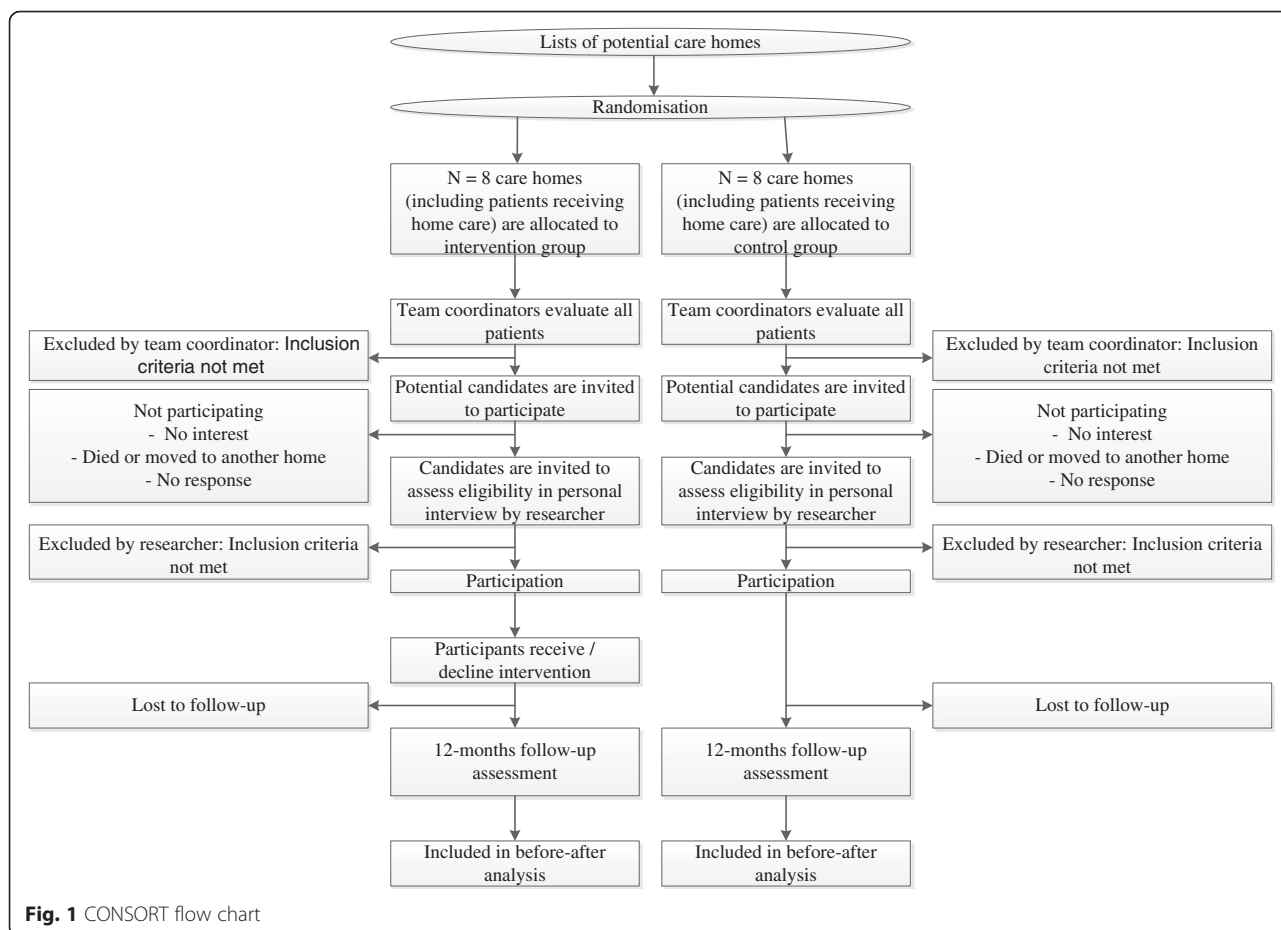 Lists of potential care homes
Randomisation
N = 8 care homes
(including patients receiving
home care) are allocated to
intervention group
N = 8 care homes
(including patients receiving
home care) are allocated to
control group
Team coordinators evaluate all
patients
Team coordinators evaluate all
patients
Excluded by team coordinator: Inclusion
criteria not met
Excluded by team coordinator: Inclusion
criteria not met
Potential candidates are invited
to participate
Potential candidates are invited
to participate
Not participating
- No interest
- Died or moved to another home
- No response
Not participating
- No interest
- Died or moved to another home
- No response
Candidates are invited to
assess eligibility in personal
interview by researcher
Candidates are invited to
assess eligibility in personal
interview by researcher
Excluded by researcher: Inclusion criteria
not met
Excluded by researcher: Inclusion criteria
not met
Participation
Participation
Participants receive /
decline intervention
Lost to follow-up
Lost to follow-up
12-months follow-up
assessment
12-months follow-up
assessment
Included in before-after
analysis
Included in before-after
analysis
Fig. 1 CONSORT flow chart